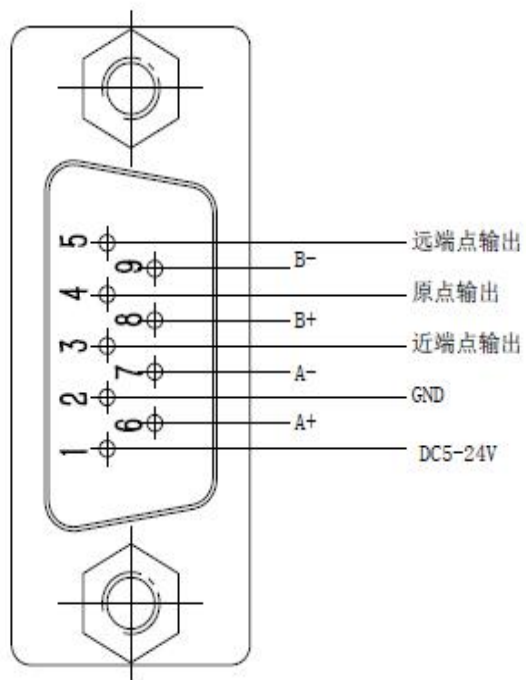 5 远端点输出
9 B-
4 原点输出
8 B+
3 近端点输出
7 A-
2 GND
6 A+
1 DC5-24V